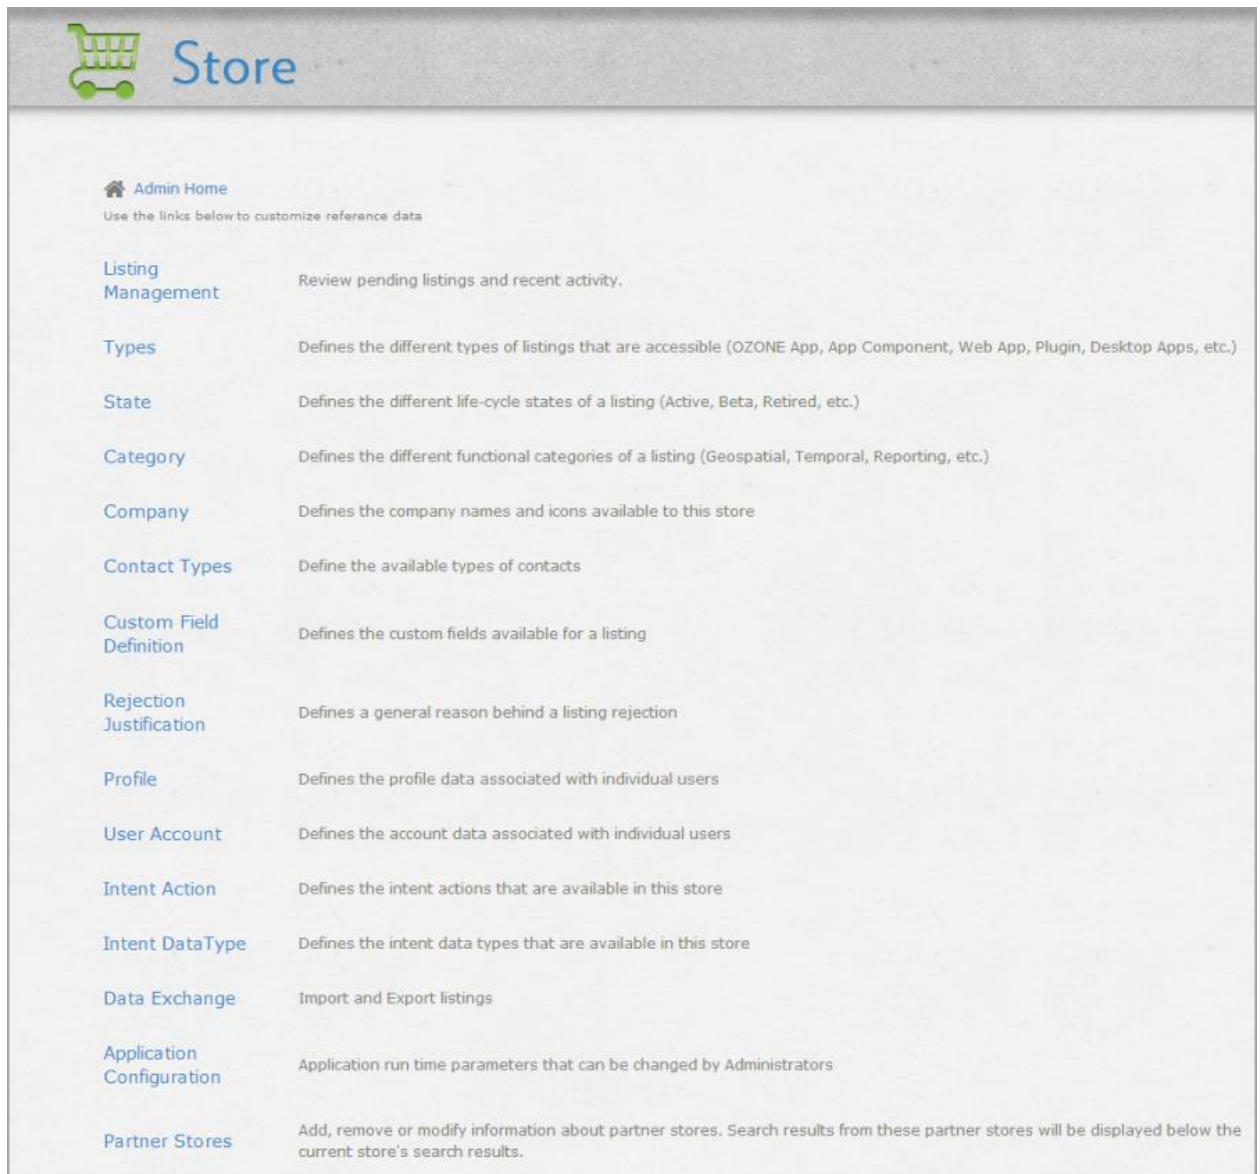 Store
Admin Home
Use the links below to customize reference data
Listing
Management
Review pending listings and recent activity.
Types
Defines the different types of listings that are accessible (OZONE App, App Component, Web App, Plugin, Desktop Apps, etc.)
State
Defines the different life-cycle states of a listing (Active, Beta, Retired, etc.)
Category
Defines the different functional categories of a listing (Geospatial, Temporal, Reporting, etc.)
Company
Defines the company names and icons available to this store
Contact Types
Define the available types of contacts
Custom Field
Definition
Defines the custom fields available for a listing
Rejection
Justification
Defines a general reason behind a listing rejection
Profile
Defines the profile data associated with individual users
User Account
Defines the account data associated with individual users
Intent Action
Defines the intent actions that are available in this store
Intent DataType
Defines the intent data types that are available in this store
Data Exchange
Import and Export listings
Application
Configuration
Application run time parameters that can be changed by Administrators
Partner Stores
Add, remove or modify information about partner stores. Search results from these partner stores will be displayed below the
current store's search results.